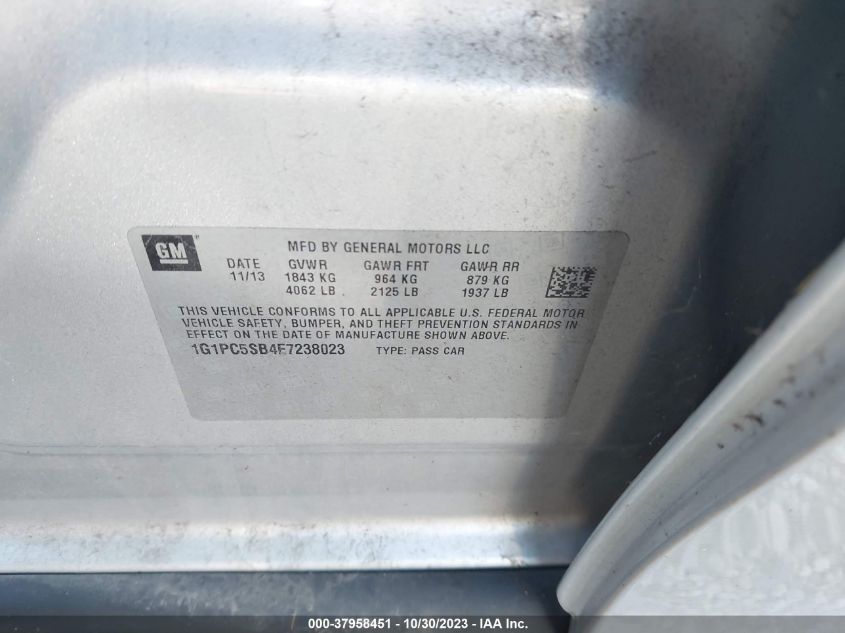 GM
MFD BY GENERAL MOTORS LLC
DATE GVWR GAWR FRT GAWR RR
11/13 1843 KG 964 KG 879 KG
4062 LB 2125 LB 1937 LB
THIS VEHICLE CONFORMS TO ALL APPLICABLE U.S. FEDERAL MOTOR
VEHICLE SAFETY, BUMPER, AND THEFT PREVENTION STANDARDS IN
EFFECT ON THE DATE OF MANUFACTURE SHOWN ABOVE.
1G1PC5SB4E7238023 TYPE: PASS CAR
000-37958451 - 10/30/2023 - IAA Inc.